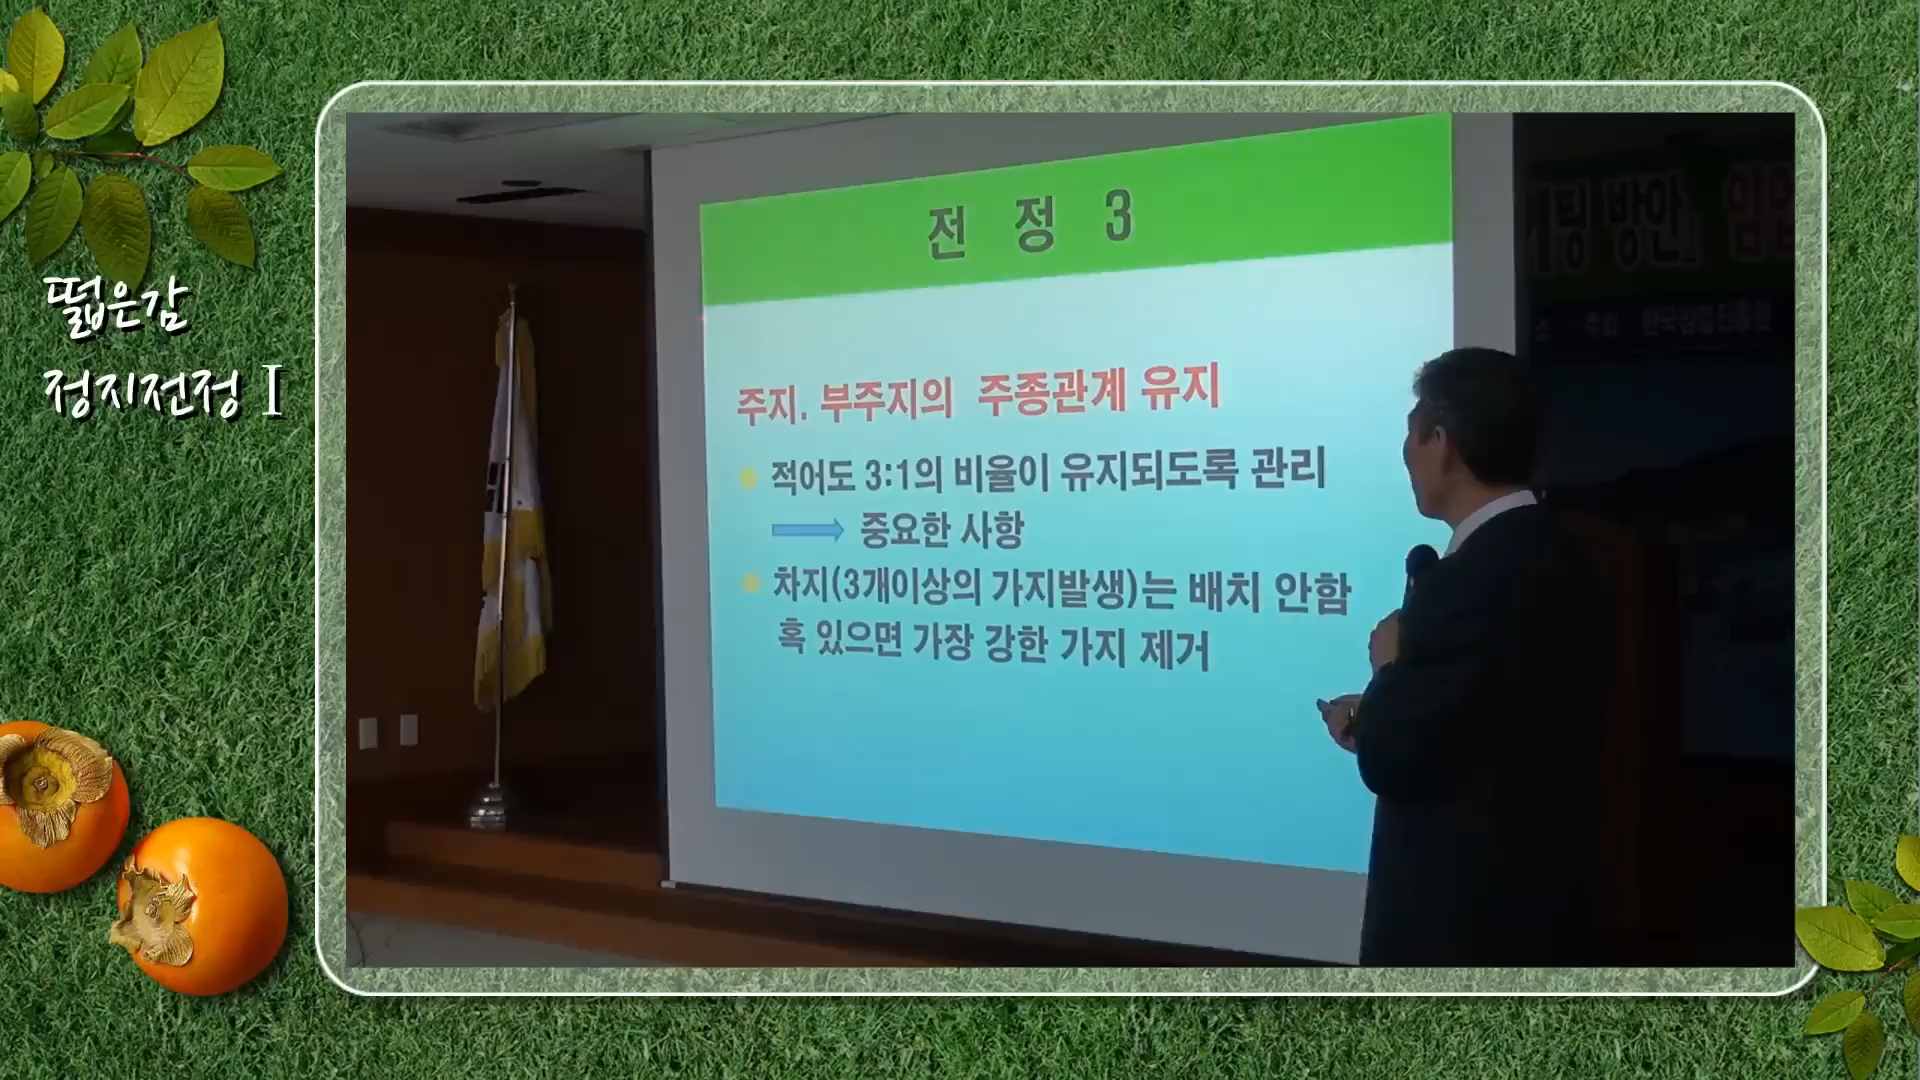 떫은감
정지전정 I
전 정 3
주지. 부주지의 주종관계 유지
적어도 3:1의 비율이 유지되도록 관리
중요한 사항
차지(3개이상의 가지발생)는 배치 안함
혹 있으면 가장 강한 가지 제거
방안』